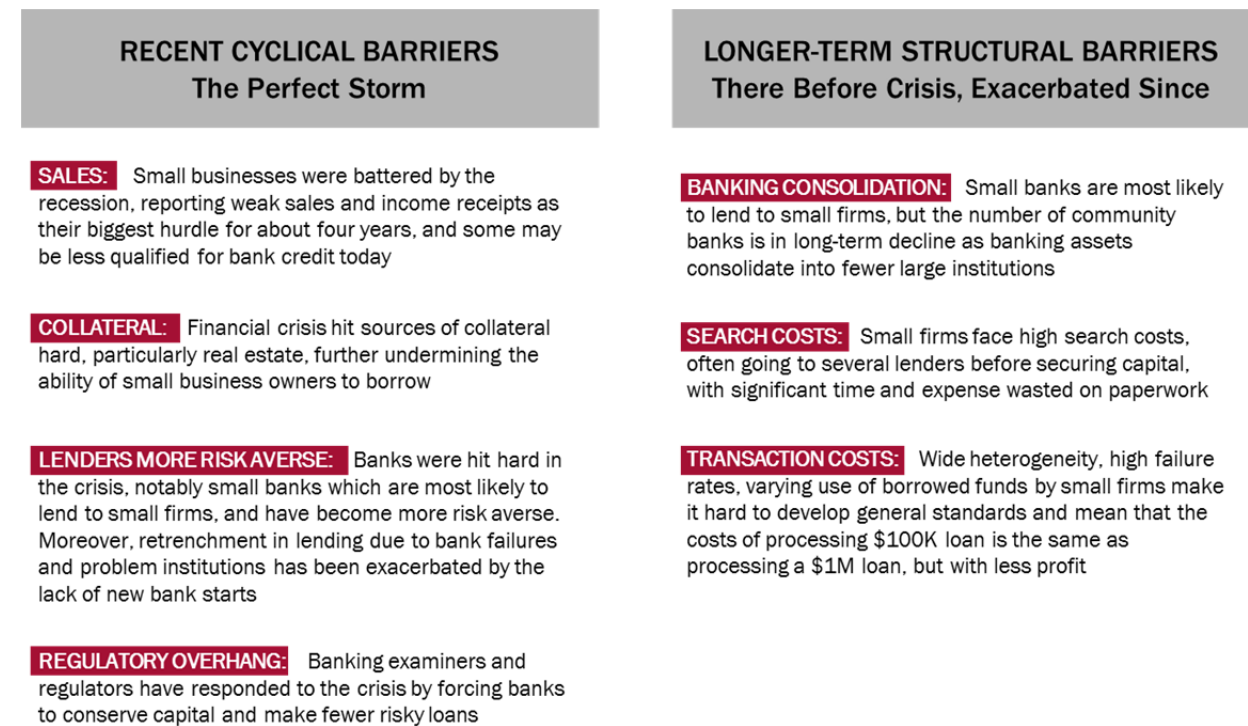 RECENT CYCLICAL BARRIERS
The Perfect Storm
SALES: Small businesses were battered by the
recession, reporting weak sales and income receipts as
their biggest hurdle for about four years, and some may
be less qualified for bank credit today
COLLATERAL: Financial crisis hit sources of collateral
hard, particularly real estate, further undermining the
ability of small business owners to borrow
LENDERS MORE RISK AVERSE: Banks were hit hard in
the crisis, notably small banks which are most likely to
lend to small firms, and have become more risk averse.
Moreover, retrenchment in lending due to bank failures
and problem institutions has been exacerbated by the
lack of new bank starts
REGULATORY OVERHANG: Banking examiners and
regulators have responded to the crisis by forcing banks
to conserve capital and make fewer risky loans
LONGER-TERM STRUCTURAL BARRIERS
There Before Crisis, Exacerbated Since
BANKING CONSOLIDATION: Small banks are most likely
to lend to small firms, but the number of community
banks is in long-term decline as banking assets
consolidate into fewer large institutions
SEARCH COSTS: Small firms face high search costs,
often going to several lenders before securing capital,
with significant time and expense wasted on paperwork
TRANSACTION COSTS: Wide heterogeneity, high failure
rates, varying use of borrowed funds by small firms make
it hard to develop general standards and mean that the
costs of processing $100K loan is the same as
processing a $1M loan, but with less profit